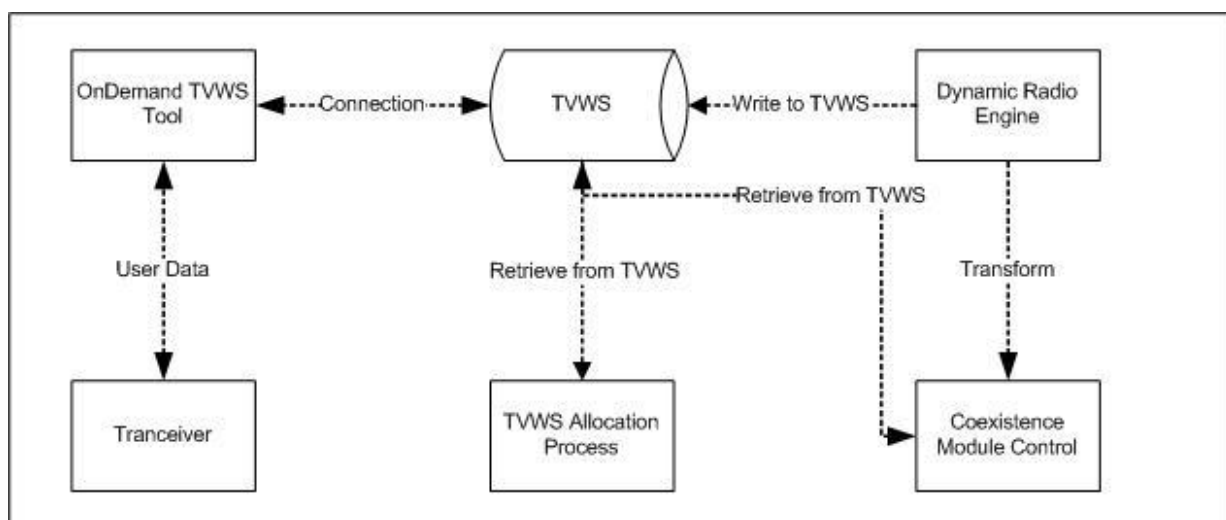 OnDemand TVWS
Tool
Connection
TVWS
Write to TVWS
Dynamic Radio
Engine
Retrieve from TVWS
User Data
Retrieve from TVWS
Transform
Tranceiver
TVWS Allocation
Process
Coexistence
Module Control